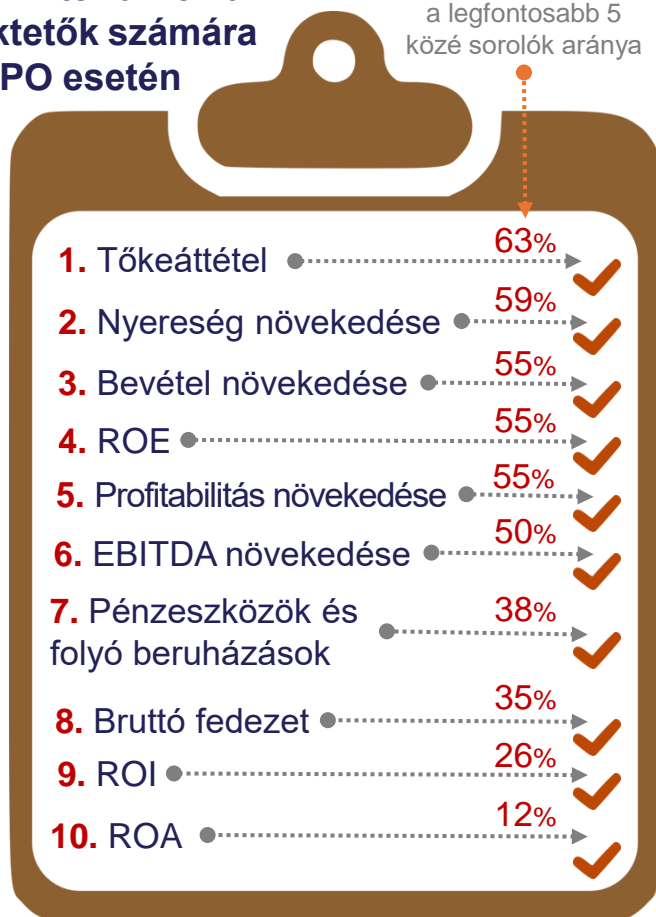 számára
PO esetén
a legfontosabb 5
közé sorolók aránya
1. Tőkeáttétel 63%
2. Nyereség növekedése 59%
3. Bevétel növekedése 55%
4. ROE 55%
5. Profitabilitás növekedése 55%
6. EBITDA növekedése 50%
7. Pénzeszközök és
folyó beruházások 38%
8. Bruttó fedezet 35%
9. ROI 26%
10. ROA 12%